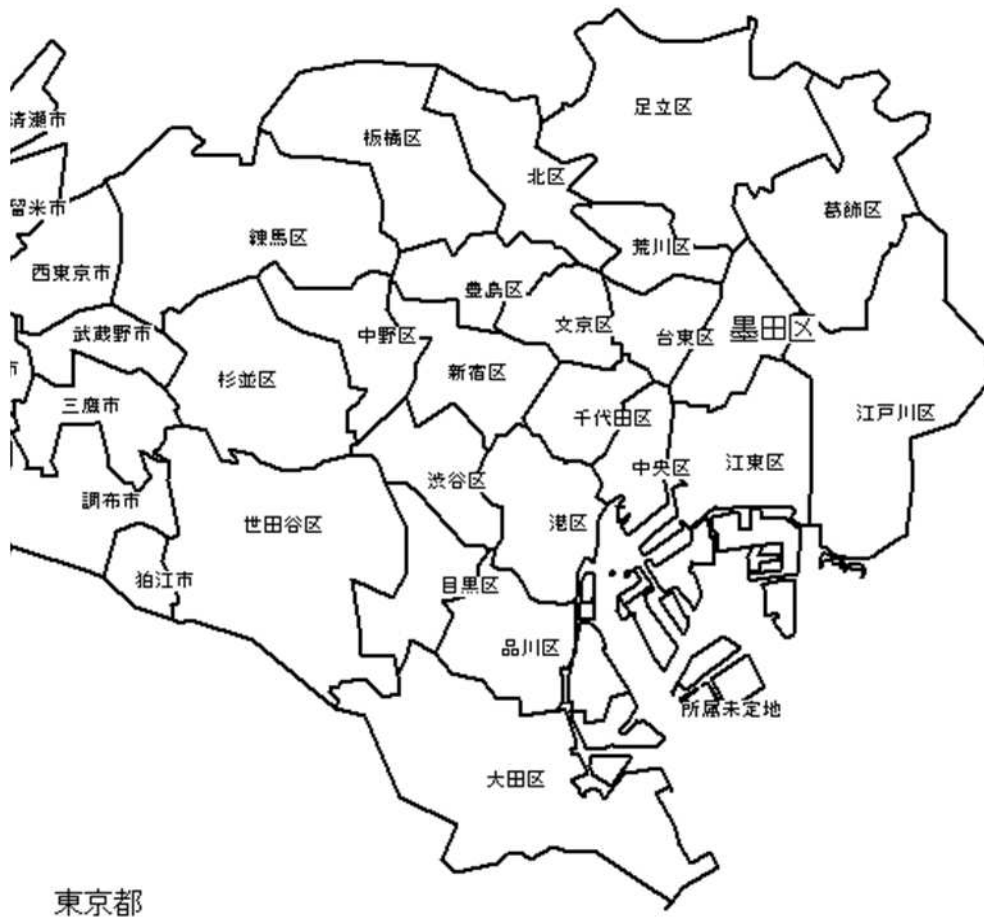 足立区
清瀬市
板橋区
北区
留米市
葛飾区
練馬区
荒川区
西東京市
豊島区
武蔵野市
中野区
文京区
台東区
墨田区
市
杉並区
新宿区
三鷹市
千代田区
江戸川区
調布市
世田谷区
渋谷区
港区
中央区
江東区
狛江市
目黒区
品川区
所属未定地
大田区
東京都